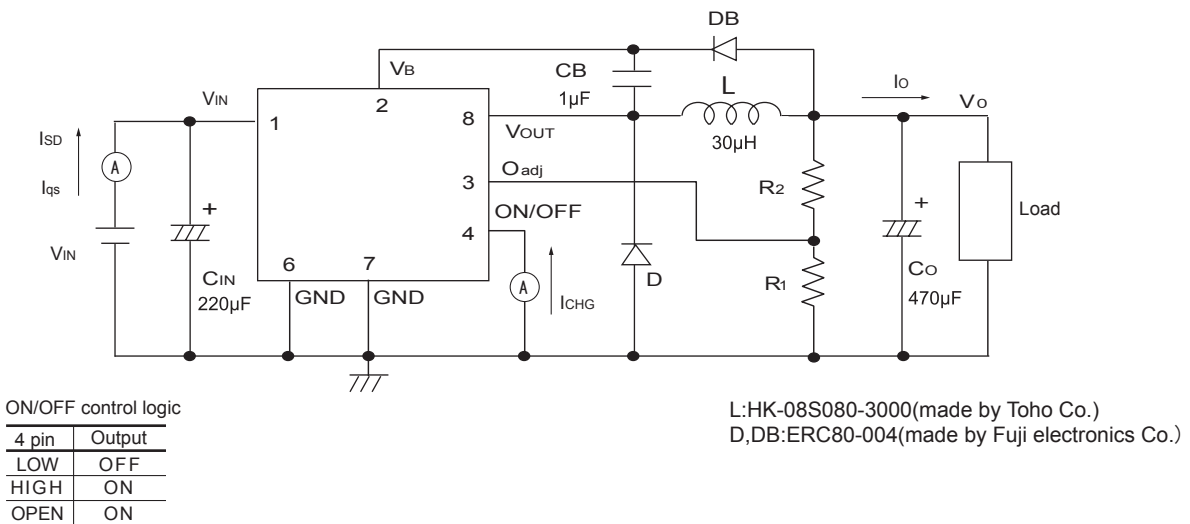 DB
VB
CB
1µF
L
IO
VO
VIN
1
2
8
VOUT
30µH
ISD
A
Oadj
3
R2
+
Load
Iqs
ON/OFF
4
VIN
+
CIN
220µF
6
GND
7
GND
A
ICHG
D
R1
CO
470µF
ON/OFF control logic
4 pin Output
LOW OFF
HIGH ON
OPEN ON
L:HK-08S080-3000(made by Toho Co.)
D,DB:ERC80-004(made by Fuji electronics Co.)